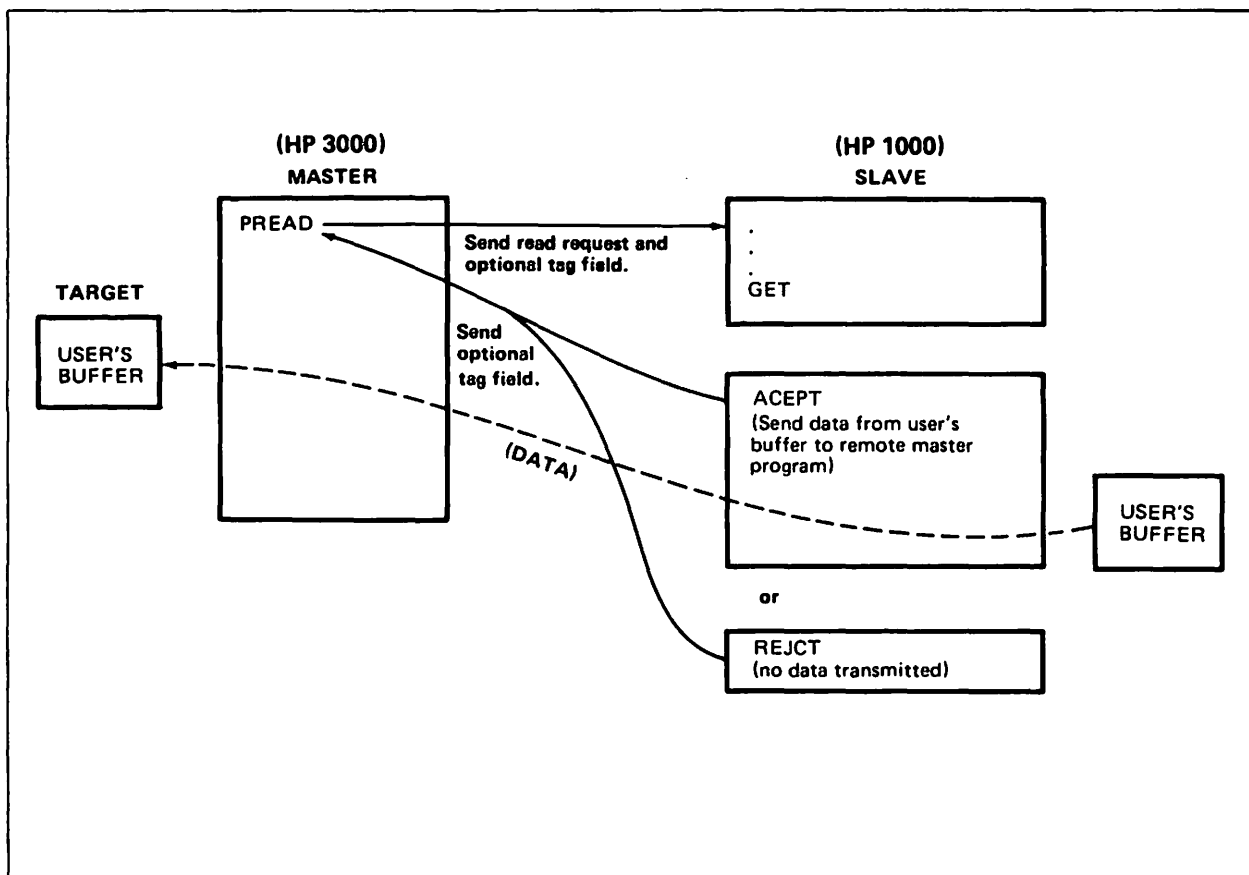 (HP 3000)
MASTER
(HP 1000)
SLAVE
PREAD
Send read request and
optional tag field.
.
.
.
GET
TARGET
USER'S
BUFFER
Send
optional
tag field.
ACEPT
(Send data from user's
buffer to remote master
program)
(DATA)
USER'S
BUFFER
or
REJCT
(no data transmitted)